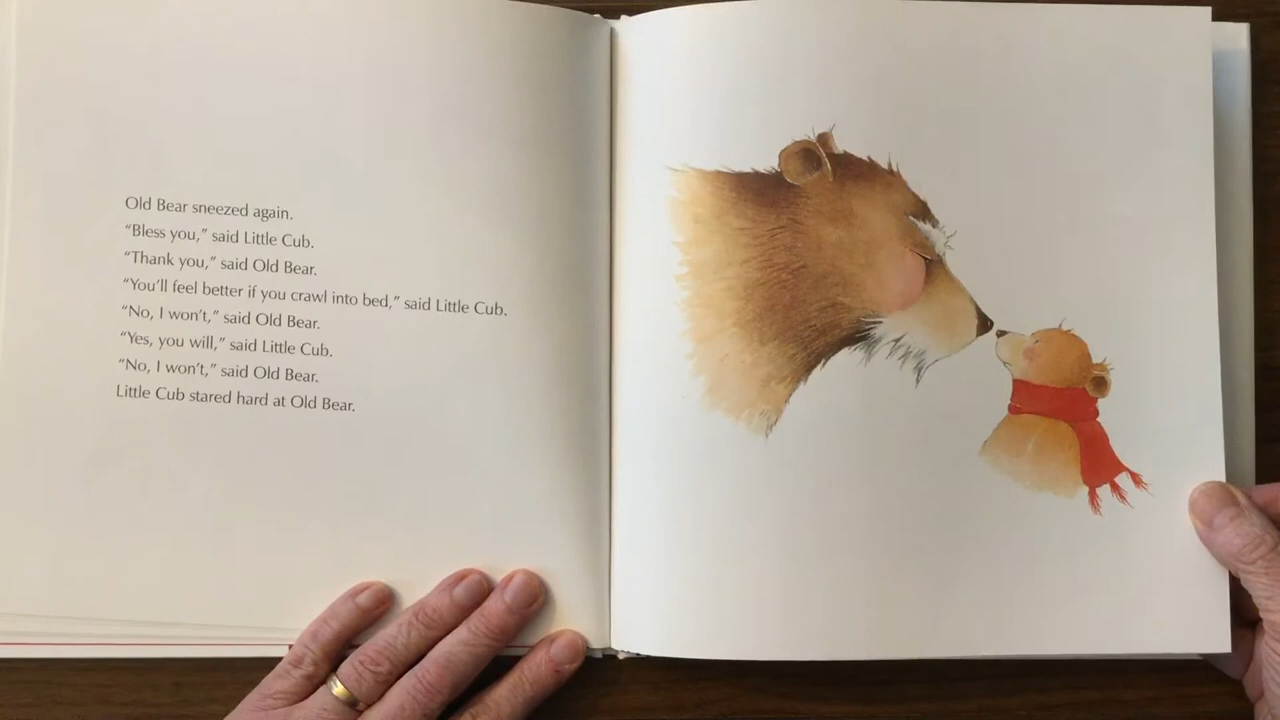 Old Bear sneezed again.
“Bless you,” said Little Cub.
“Thank you,” said Old Bear.
“You’ll feel better if you crawl into bed,” said Little Cub.
“No, I won’t,” said Old Bear.
“Yes, you will,” said Little Cub.
“No, I won’t,” said Old Bear.
Little Cub stared hard at Old Bear.